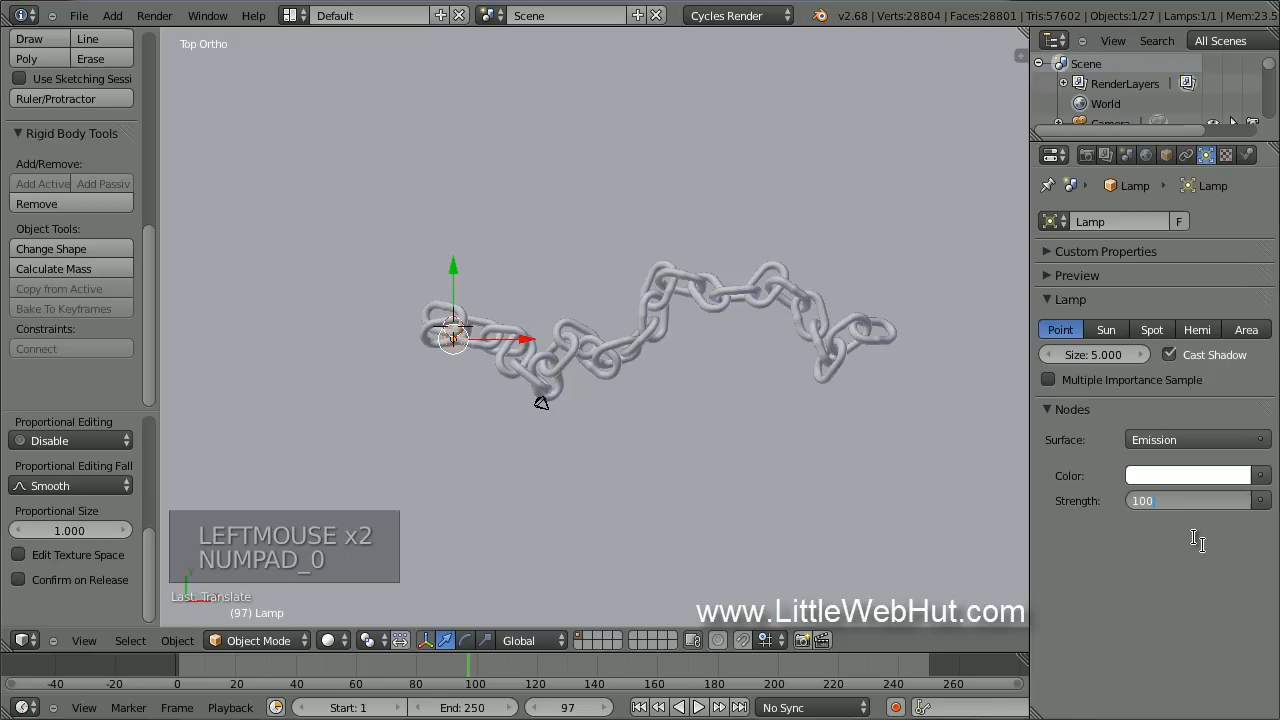 File Add Render Window Help Default Scene Cycles Render v2.68 | Verts:28804 | Faces:28801 | Tris:57602 | Objects:1/27 | Lamps:1/1 | Mem:23.5
Draw Line
Poly Erase
Use Sketching Sessi
Ruler/Protractor
Rigid Body Tools
Add/Remove:
Add Active Add Passiv
Remove
Object Tools:
Change Shape
Calculate Mass
Copy from Active
Bake To Keyframes
Constraints:
Connect
Proportional Editing
Disable
Proportional Editing Fall
Smooth
Proportional Size
1.000
Edit Texture Space
Confirm on Release
Top Ortho
LEFTMOUSE x2
NUMPAD_0
Last: Translate
(97) Lamp
www.LittleWebHut.com
View Select Object Object Mode Global
View Search All Scenes
Scene
RenderLayers
World
Camera
Lamp Lamp
Lamp F
Custom Properties
Preview
Lamp
Point Sun Spot Hemi Area
Size: 5.000 Cast Shadow
Multiple Importance Sample
Nodes
Surface: Emission
Color:
Strength: 100
-40 -20 0 20 40 60 80 100 120 140 160 180 200 220 240 260
View Marker Frame Playback Start: 1 End: 250 97 No Sync